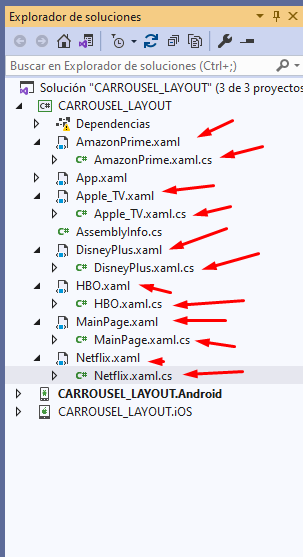 Explorador de soluciones
Buscar en Explorador de soluciones (Ctrl+;)
Solución "CARROUSEL_LAYOUT" (3 de 3 proyectos
C# CARROUSEL_LAYOUT
Dependencias
AmazonPrime.xaml
C# AmazonPrime.xaml.cs
App.xaml
Apple_TV.xaml
C# Apple_TV.xaml.cs
C# AssemblyInfo.cs
DisneyPlus.xaml
C# DisneyPlus.xaml.cs
HBO.xaml
C# HBO.xaml.cs
MainPage.xaml
C# MainPage.xaml.cs
Netflix.xaml
C# Netflix.xaml.cs
CARROUSEL_LAYOUT.Android
CARROUSEL_LAYOUT.iOS